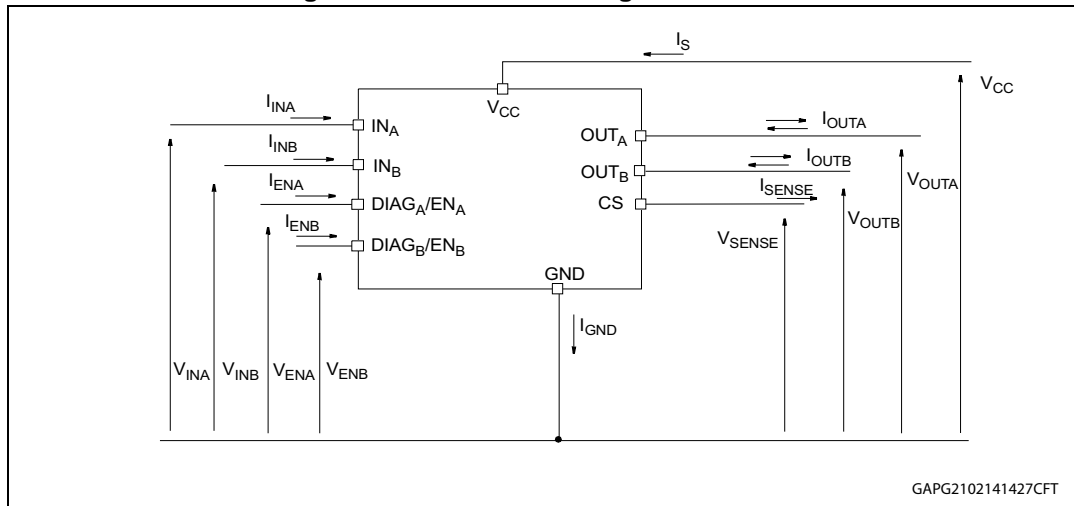 I_S
V_CC
V_CC
I_INA
IN_A
OUT_A
I_OUTA
I_INB
IN_B
OUT_B
I_OUTB
I_ENA
DIAG_A/EN_A
CS
I_SENSE
V_OUTA
I_ENB
DIAG_B/EN_B
V_SENSE
V_OUTB
GND
I_GND
V_INA
V_INB
V_ENA
V_ENB
GAPG2102141427CFT